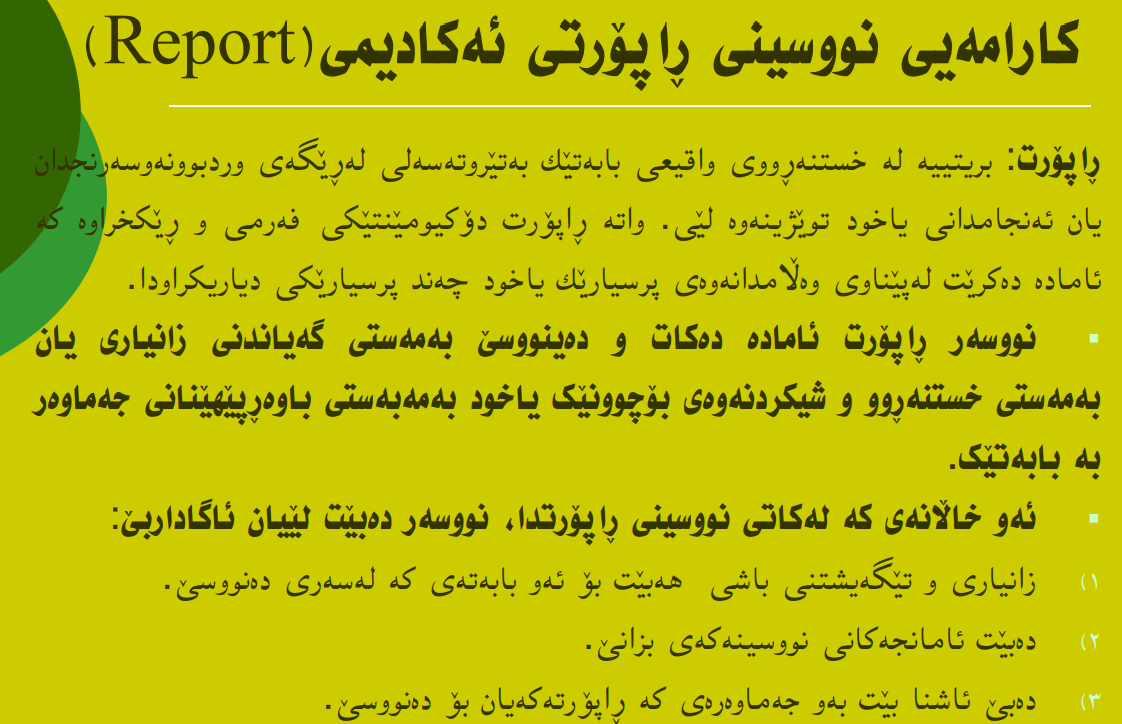 کارامەیی نووسینی ڕاپۆرتی ئەکادیمی(Report)
ڕاپۆرت: بریتییە لە خستنەڕووی واقیعی بابەتێك بەتێروتەسەلی لەڕێگەی وردبوونەوسەرنجدان
یان ئەنجامدانی یاخود توێژینەوە لێی. واتە ڕاپۆرت دۆکیومێنتێکی فەرمی و ڕێکخراوە کە
ئامادە دەکرێت لەپێناوی وەڵامدانەوەی پرسیارێك یاخود چەند پرسیارێکی دیاریکراودا.
▪ نووسەر ڕاپۆرت ئامادە دەکات و دەینووسێ بەمەستی گەیاندنی زانیاری یان
بەمەستی خستنەڕوو و شیکردنەوەی بۆچوونێک یاخود بەمەبەستی باوەڕپێهێنانی جەماوەر
بە بابەتێک.
▪ ئەو خاڵانەی کە لەکاتی نووسینی ڕاپۆرتدا، نووسەر دەبێت لێیان ئاگاداربێ:
١) زانیاری و تێگەیشتنی باشی هەبێت بۆ ئەو بابەتەی کە لەسەری دەنووسێ.
٢) دەبێت ئامانجەکانی نووسینەکەی بزانێ.
٣) دەبێ ئاشنا بێت بەو جەماوەرەی کە ڕاپۆرتەکەیان بۆ دەنووسێ.